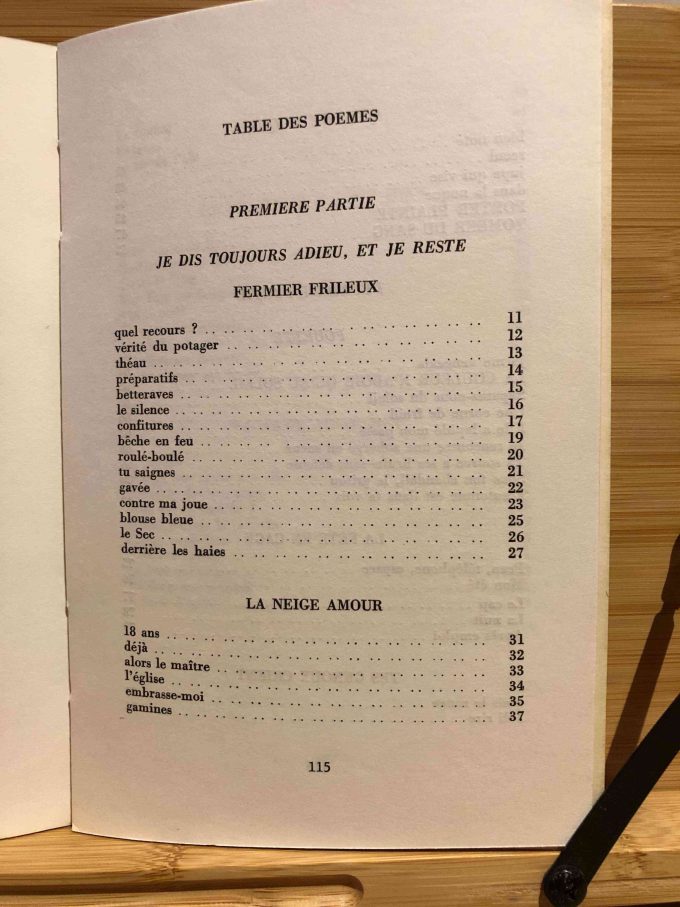 TABLE DES POEMES
PREMIERE PARTIE
JE DIS TOUJOURS ADIEU, ET JE RESTE
FERMIER FRILEUX
quel recours ? .. .. .. .. .. .. .. .. .. .. .. 11
vérité du potager .. .. .. .. .. .. .. .. .. .. 12
théau .. .. .. .. .. .. .. .. .. .. .. .. .. 13
préparatifs .. .. .. .. .. .. .. .. .. .. .. .. 14
betteraves .. .. .. .. .. .. .. .. .. .. .. .. 15
le silence .. .. .. .. .. .. .. .. .. .. .. .. 16
confitures .. .. .. .. .. .. .. .. .. .. .. .. 17
bêche en feu .. .. .. .. .. .. .. .. .. .. .. 19
roulé-boulé .. .. .. .. .. .. .. .. .. .. .. .. 20
tu saignes .. .. .. .. .. .. .. .. .. .. .. .. 21
gavée .. .. .. .. .. .. .. .. .. .. .. .. .. 22
contre ma joue .. .. .. .. .. .. .. .. .. .. .. 23
blouse bleue .. .. .. .. .. .. .. .. .. .. .. 25
le Sec .. .. .. .. .. .. .. .. .. .. .. .. .. 26
derrière les haies .. .. .. .. .. .. .. .. .. .. 27
LA NEIGE AMOUR
18 ans .. .. .. .. .. .. .. .. .. .. .. .. .. 31
déjà .. .. .. .. .. .. .. .. .. .. .. .. .. 32
alors le maître .. .. .. .. .. .. .. .. .. .. .. 33
l'église .. .. .. .. .. .. .. .. .. .. .. .. .. 34
embrasse-moi .. .. .. .. .. .. .. .. .. .. .. 35
gamines .. .. .. .. .. .. .. .. .. .. .. .. 37
115